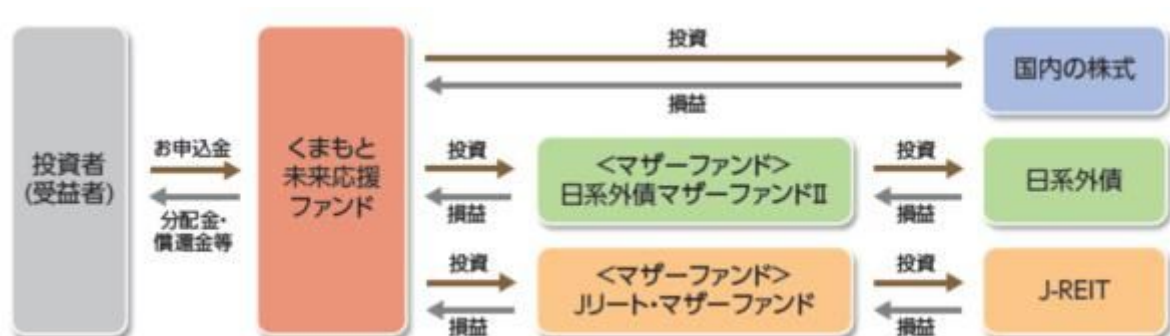 投資者
(受益者)
お申込金
分配金・
償還金等
くまもと
未来応援
ファンド
投資
損益
国内の株式
投資
損益
<マザーファンド>
日系外債マザーファンドⅡ
投資
損益
日系外債
投資
損益
<マザーファンド>
Jリート・マザーファンド
投資
損益
J-REIT